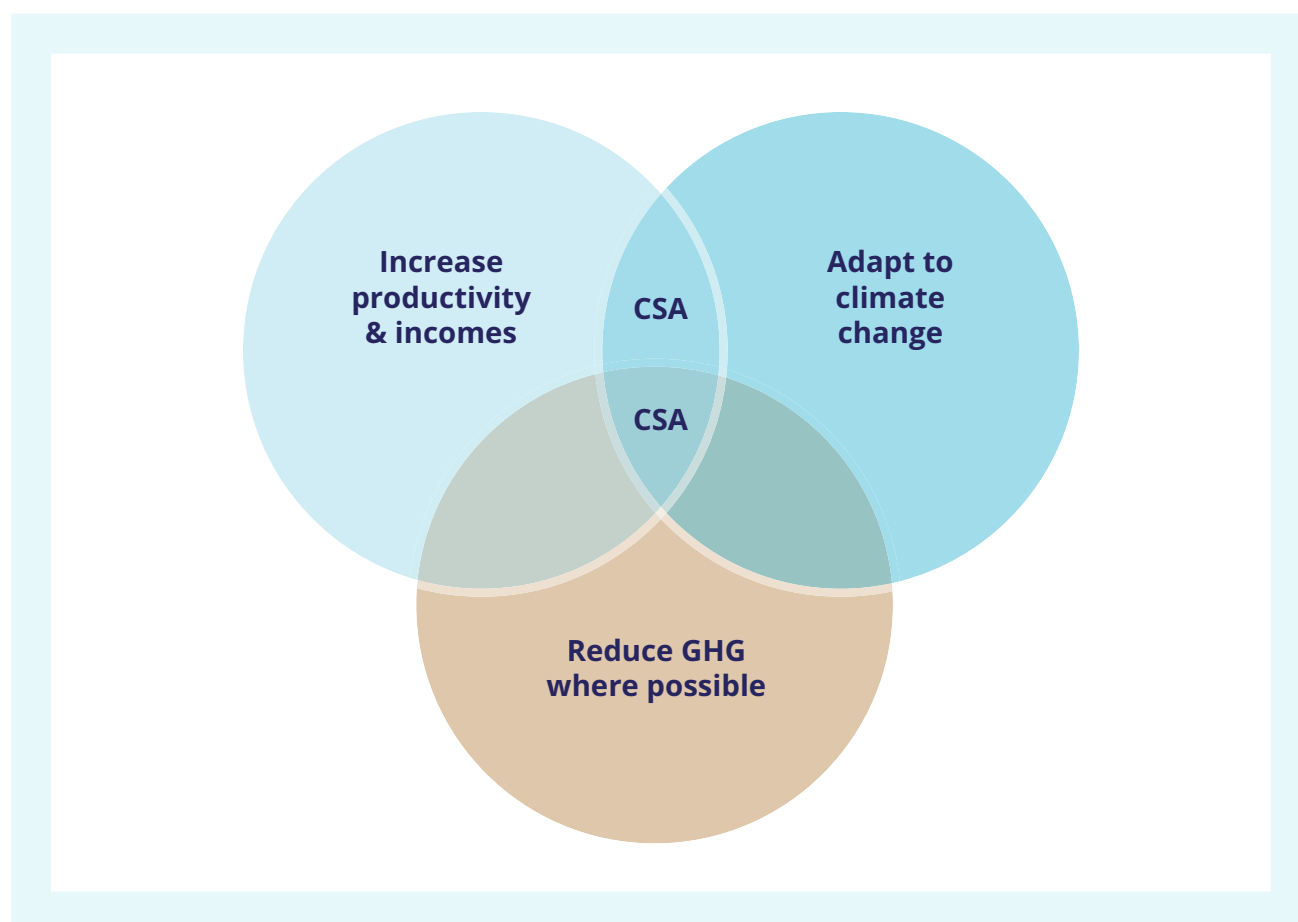 Increase
productivity
& incomes
CSA
Adapt to
climate
change
CSA
Reduce GHG
where possible